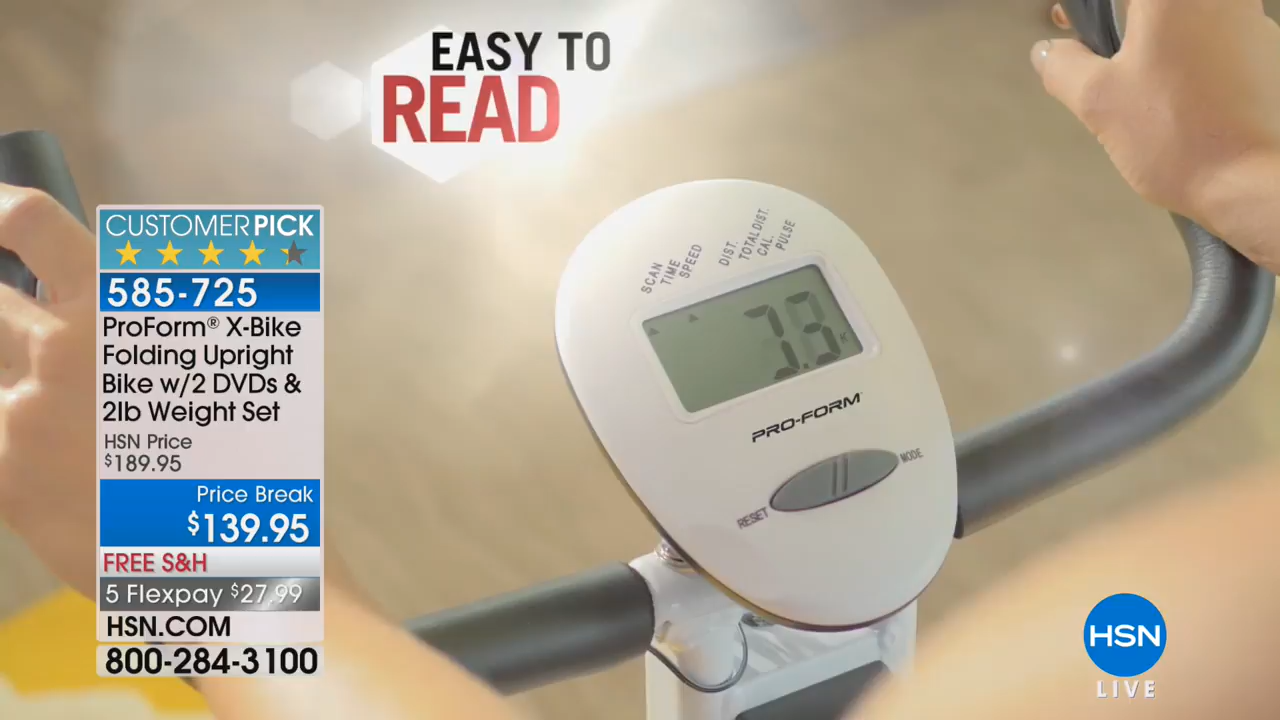 EASY TO
READ
CUSTOMER PICK
585-725
ProForm® X-Bike
Folding Upright
Bike w/2 DVDs &
2lb Weight Set
HSN Price
$189.95
Price Break
$139.95
FREE S&H
5 Flexpay $27.99
HSN.COM
800-284-3100
SCAN
TIME
SPEED
DIST.
TOTAL DIST.
CAL.
PULSE
3.3
PRO-FORM
RESET
MODE
HSN
LIVE